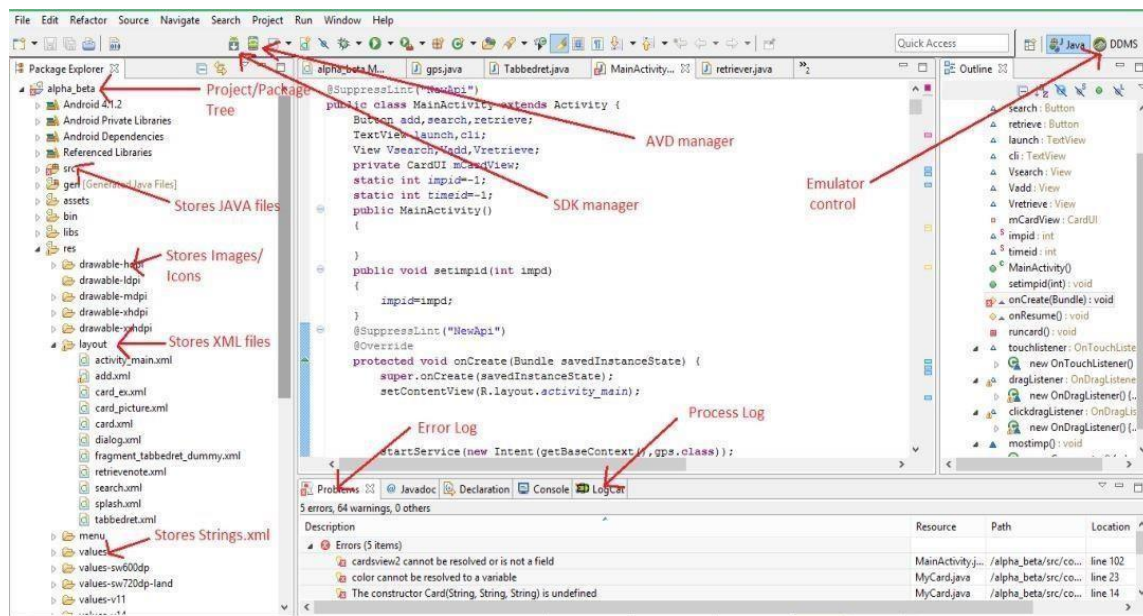 File Edit Refactor Source Navigate Search Project Run Window Help
Quick Access
Java
DDMS
Package Explorer
alpha_beta
Project/Package
Tree
Android 4.1.2
Android Private Libraries
Android Dependencies
Referenced Libraries
src
gen [Generated Java Files]
Stores JAVA files
assets
bin
libs
res
Stores Images/
Icons
drawable-hdpi
drawable-ldpi
drawable-mdpi
drawable-xhdpi
drawable-xxhdpi
layout
Stores XML files
activity_main.xml
add.xml
card_ex.xml
card_picture.xml
card.xml
dialog.xml
fragment_tabbedret_dummy.xml
retrievenote.xml
search.xml
splash.xml
tabbedret.xml
menu
Stores Strings.xml
values
values-sw600dp
values-sw720dp-land
values-v11
values-v14
alpha_beta M...
gps.java
Tabbedret.java
MainActivity...
retriever.java
»2
@SuppressLint("NewApi")
public class MainActivity extends Activity {
Button add,search,retrieve;
TextView launch,cli;
View Vsearch,Vadd,Vretrieve;
private CardUI mCardView;
static int impid=-1;
static int timeid=-1;
public MainActivity()
{
}
public void setimpid(int impd)
{
impid=impd;
}
@SuppressLint("NewApi")
@Override
protected void onCreate(Bundle savedInstanceState) {
super.onCreate(savedInstanceState);
setContentView(R.layout.activity_main);
startService(new Intent(getBaseContext(),gps.class));
AVD manager
SDK manager
Emulator
control
Error Log
Process Log
Outline
search : Button
retrieve : Button
launch : TextView
cli : TextView
Vsearch : View
Vadd : View
Vretrieve : View
mCardView : CardUI
impid : int
timeid : int
MainActivity()
setimpid(int) : void
onCreate(Bundle) : void
onResume() : void
runcard() : void
touchlistener : OnTouchListe
new OnTouchListener()
dragListener : OnDragListene
new OnDragListener() {..
clickdragListener : OnDragLis
new OnDragListener() {..
mostimp() : void
Problems
Javadoc
Declaration
Console
LogCat
5 errors, 64 warnings, 0 others
Description Resource Path Location
Errors (5 items)
cardsview2 cannot be resolved or is not a field MainActivity.j... /alpha_beta/src/co... line 102
color cannot be resolved to a variable MyCard.java /alpha_beta/src/co... line 23
The constructor Card(String, String, String) is undefined MyCard.java /alpha_beta/src/co... line 14